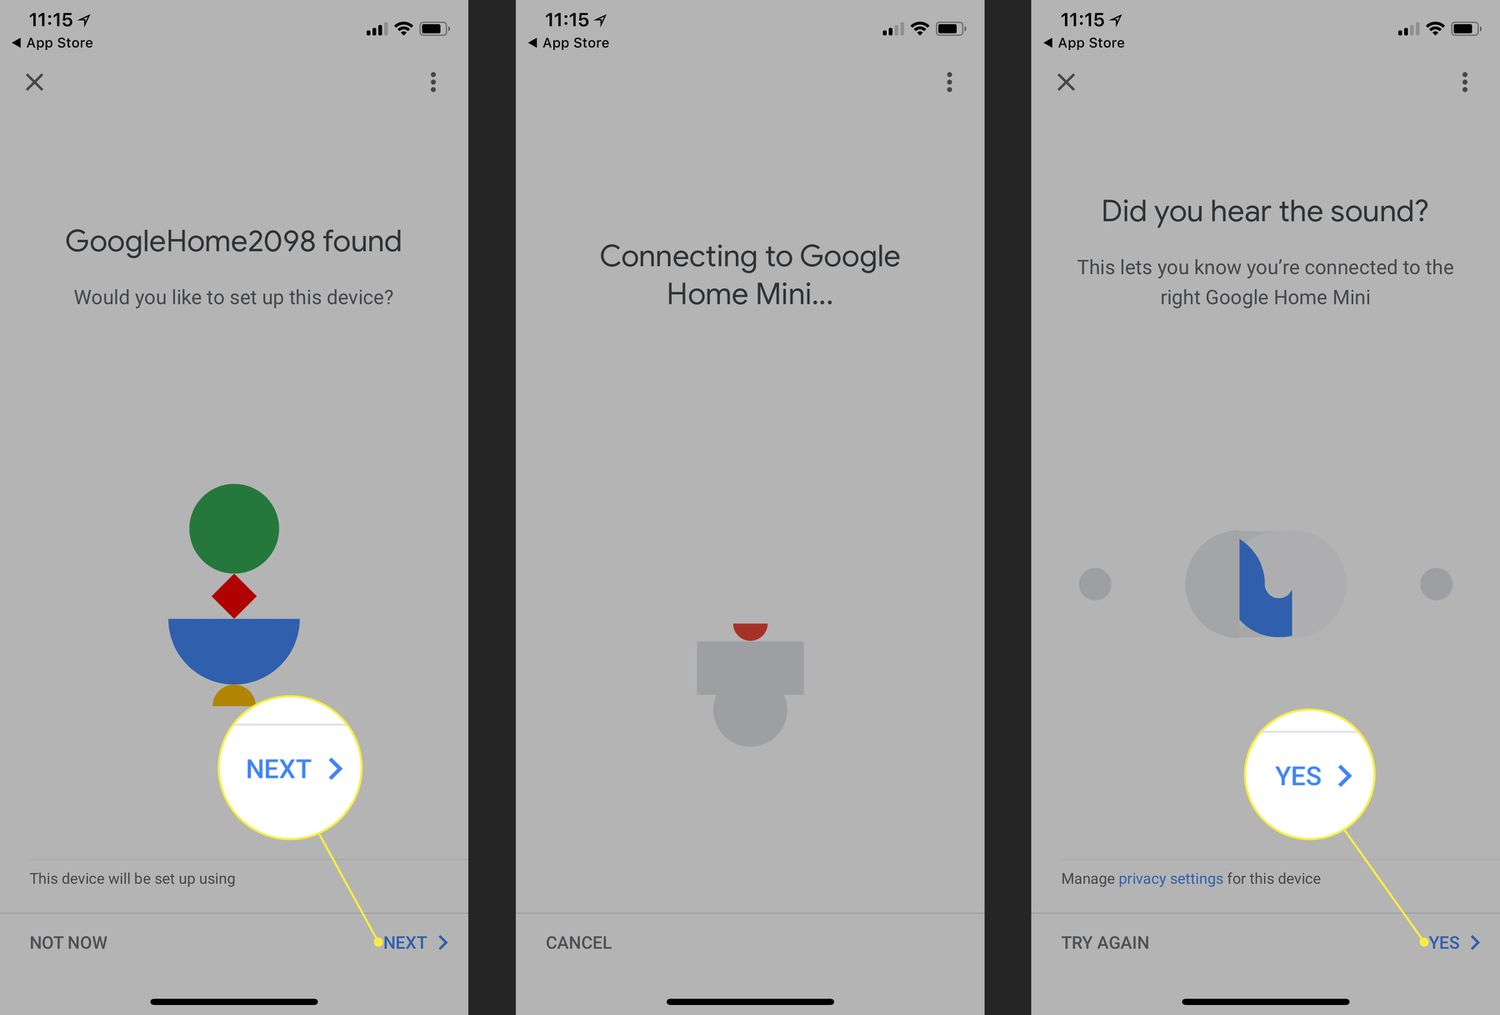 11:15
App Store
GoogleHome2098 found
Would you like to set up this device?
NEXT
This device will be set up using
NOT NOW
NEXT
11:15
App Store
Connecting to Google
Home Mini...
CANCEL
11:15
App Store
Did you hear the sound?
This lets you know you're connected to the
right Google Home Mini
YES
Manage privacy settings for this device
TRY AGAIN
YES